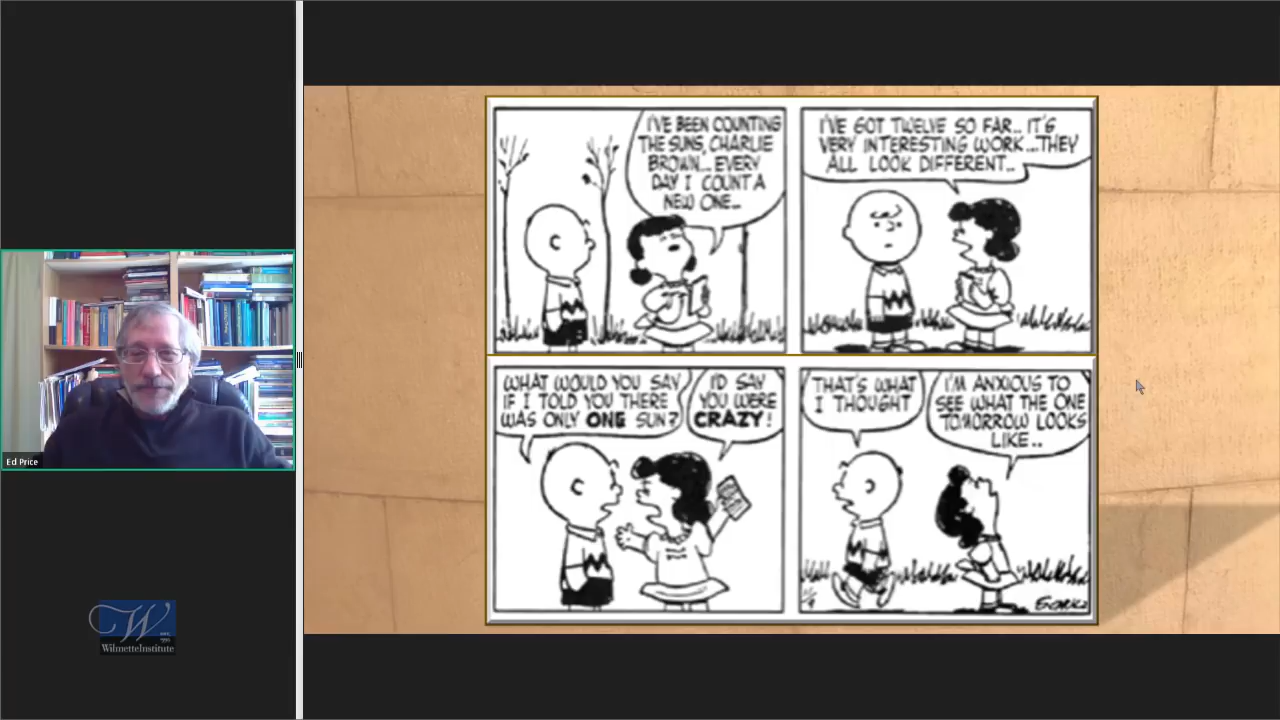 I'VE BEEN COUNTING
THE SUNS, CHARLIE
BROWN... EVERY
DAY I COUNT A
NEW ONE...
I'VE GOT TWELVE SO FAR.. IT'S
VERY INTERESTING WORK...THEY
ALL LOOK DIFFERENT..
WHAT WOULD YOU SAY
IF I TOLD YOU THERE
WAS ONLY ONE SUN?
I'D SAY
YOU WERE
CRAZY!
THAT'S WHAT
I THOUGHT
I'M ANXIOUS TO
SEE WHAT THE ONE
TOMORROW LOOKS
LIKE..
Ed Price
W
WilmetteInstitute